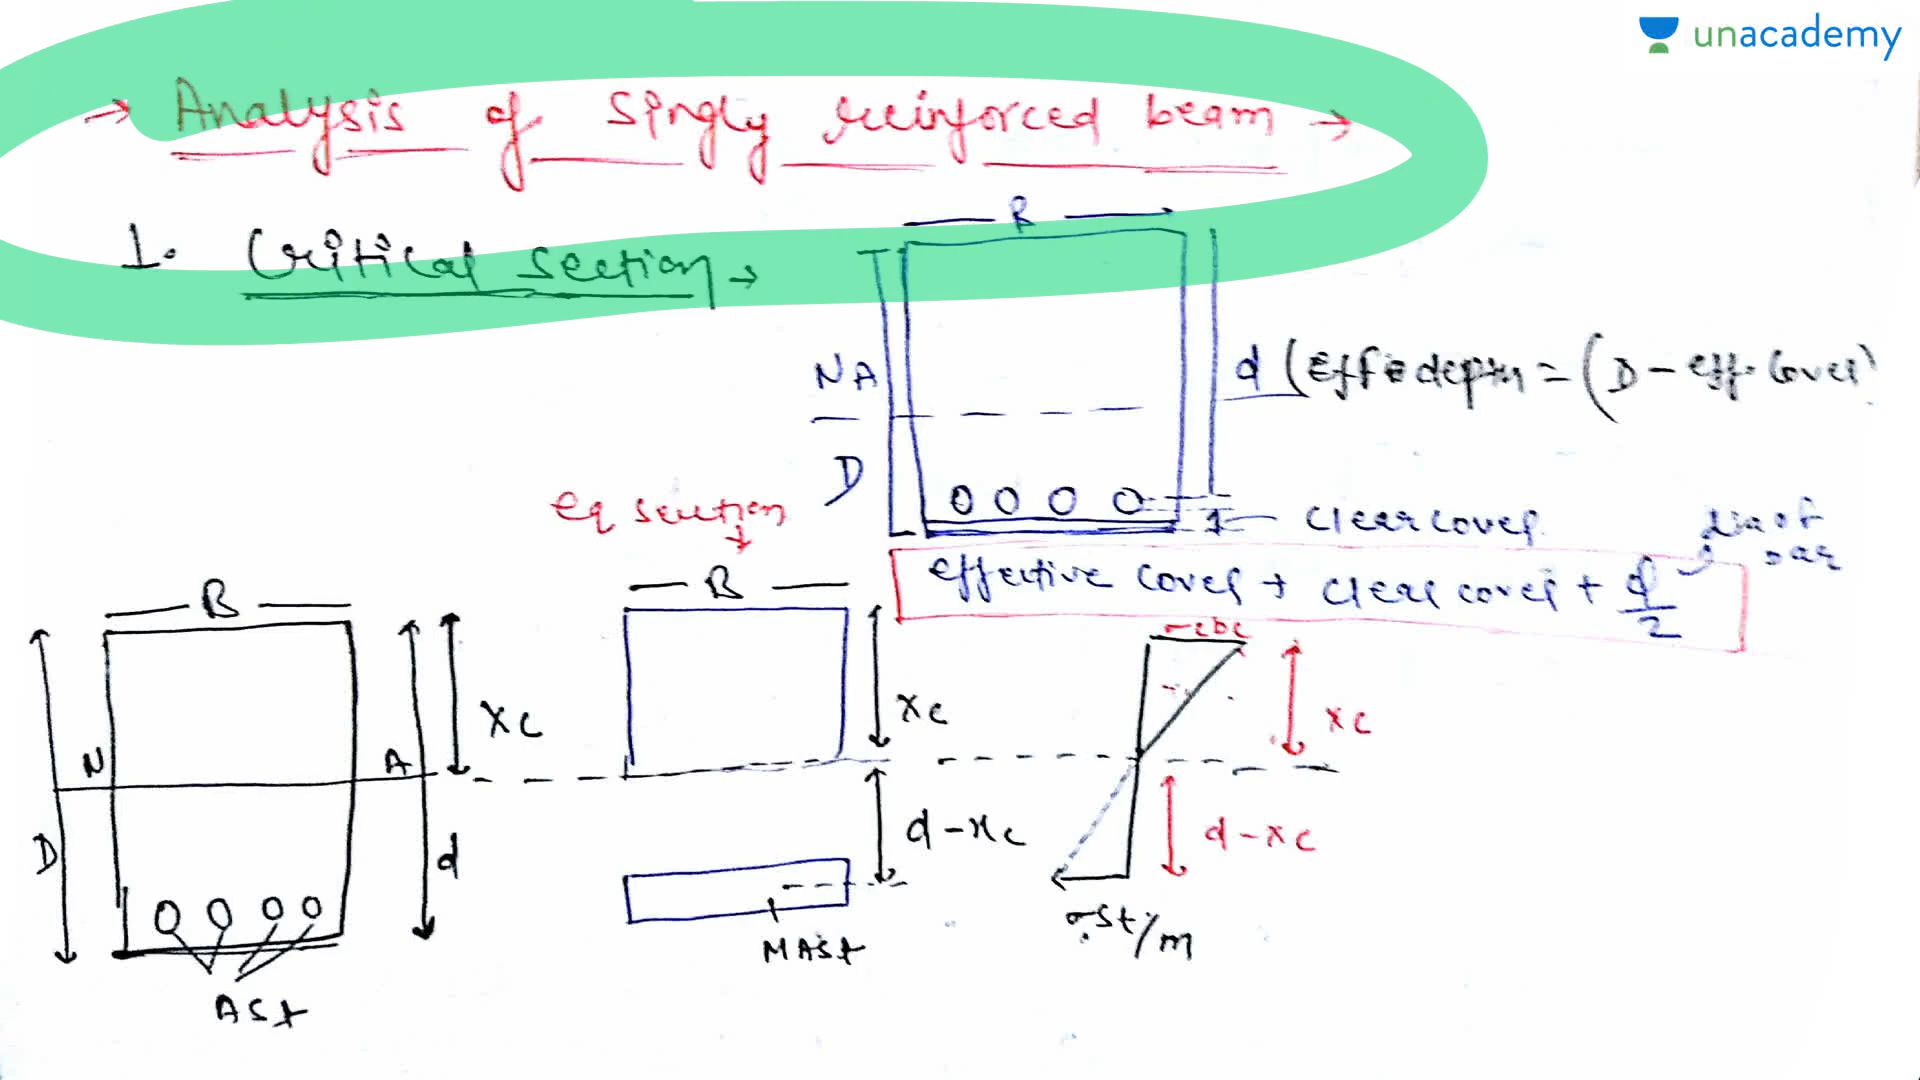 unacademy
→ Analysis of singly reinforced beam →
1. Critical section →
B
NA
d (Eff. depth = (D - eff. cover)
D
eq section
clear cover
dia of bar
effective cover + clear cover + ϕ/2
B
B
σcbc
xc
xc
xc
N
A
d-xc
d-xc
D
d
MAst
σst/m
Ast